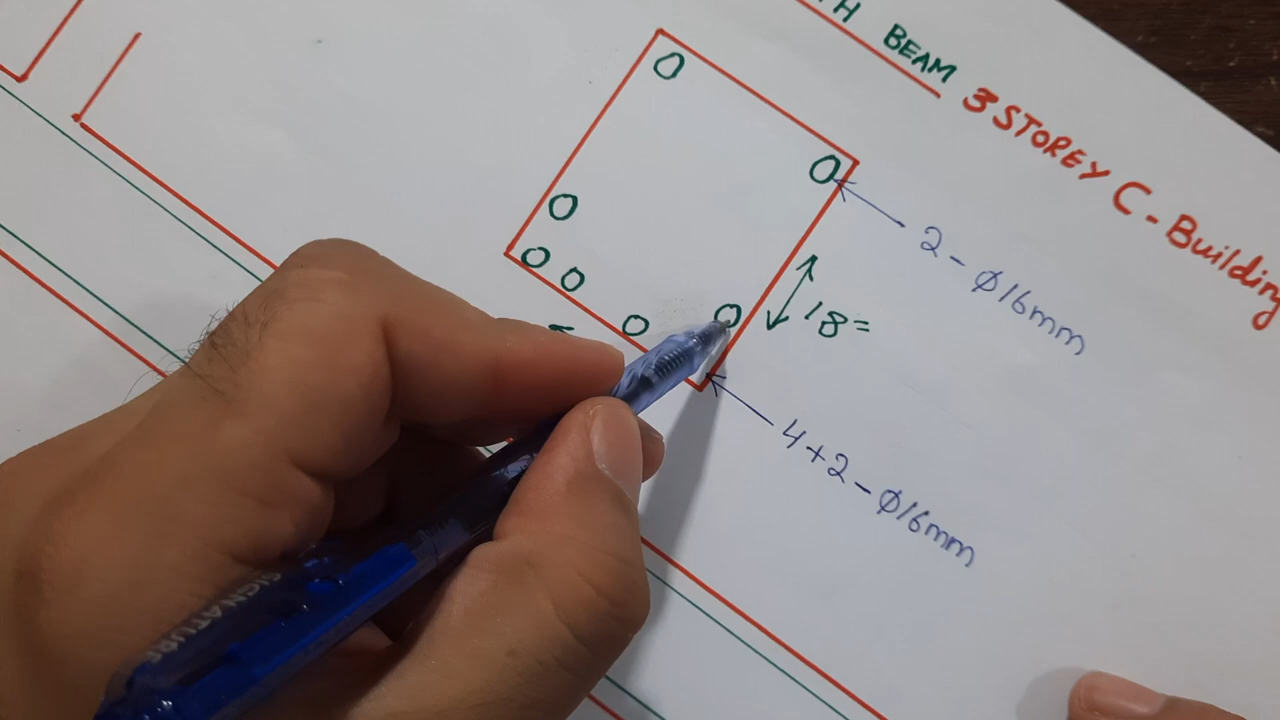 BEAM 3 STOREY C-Building
2-Ø16mm
18=
4+2-Ø16mm
SIGNATURE